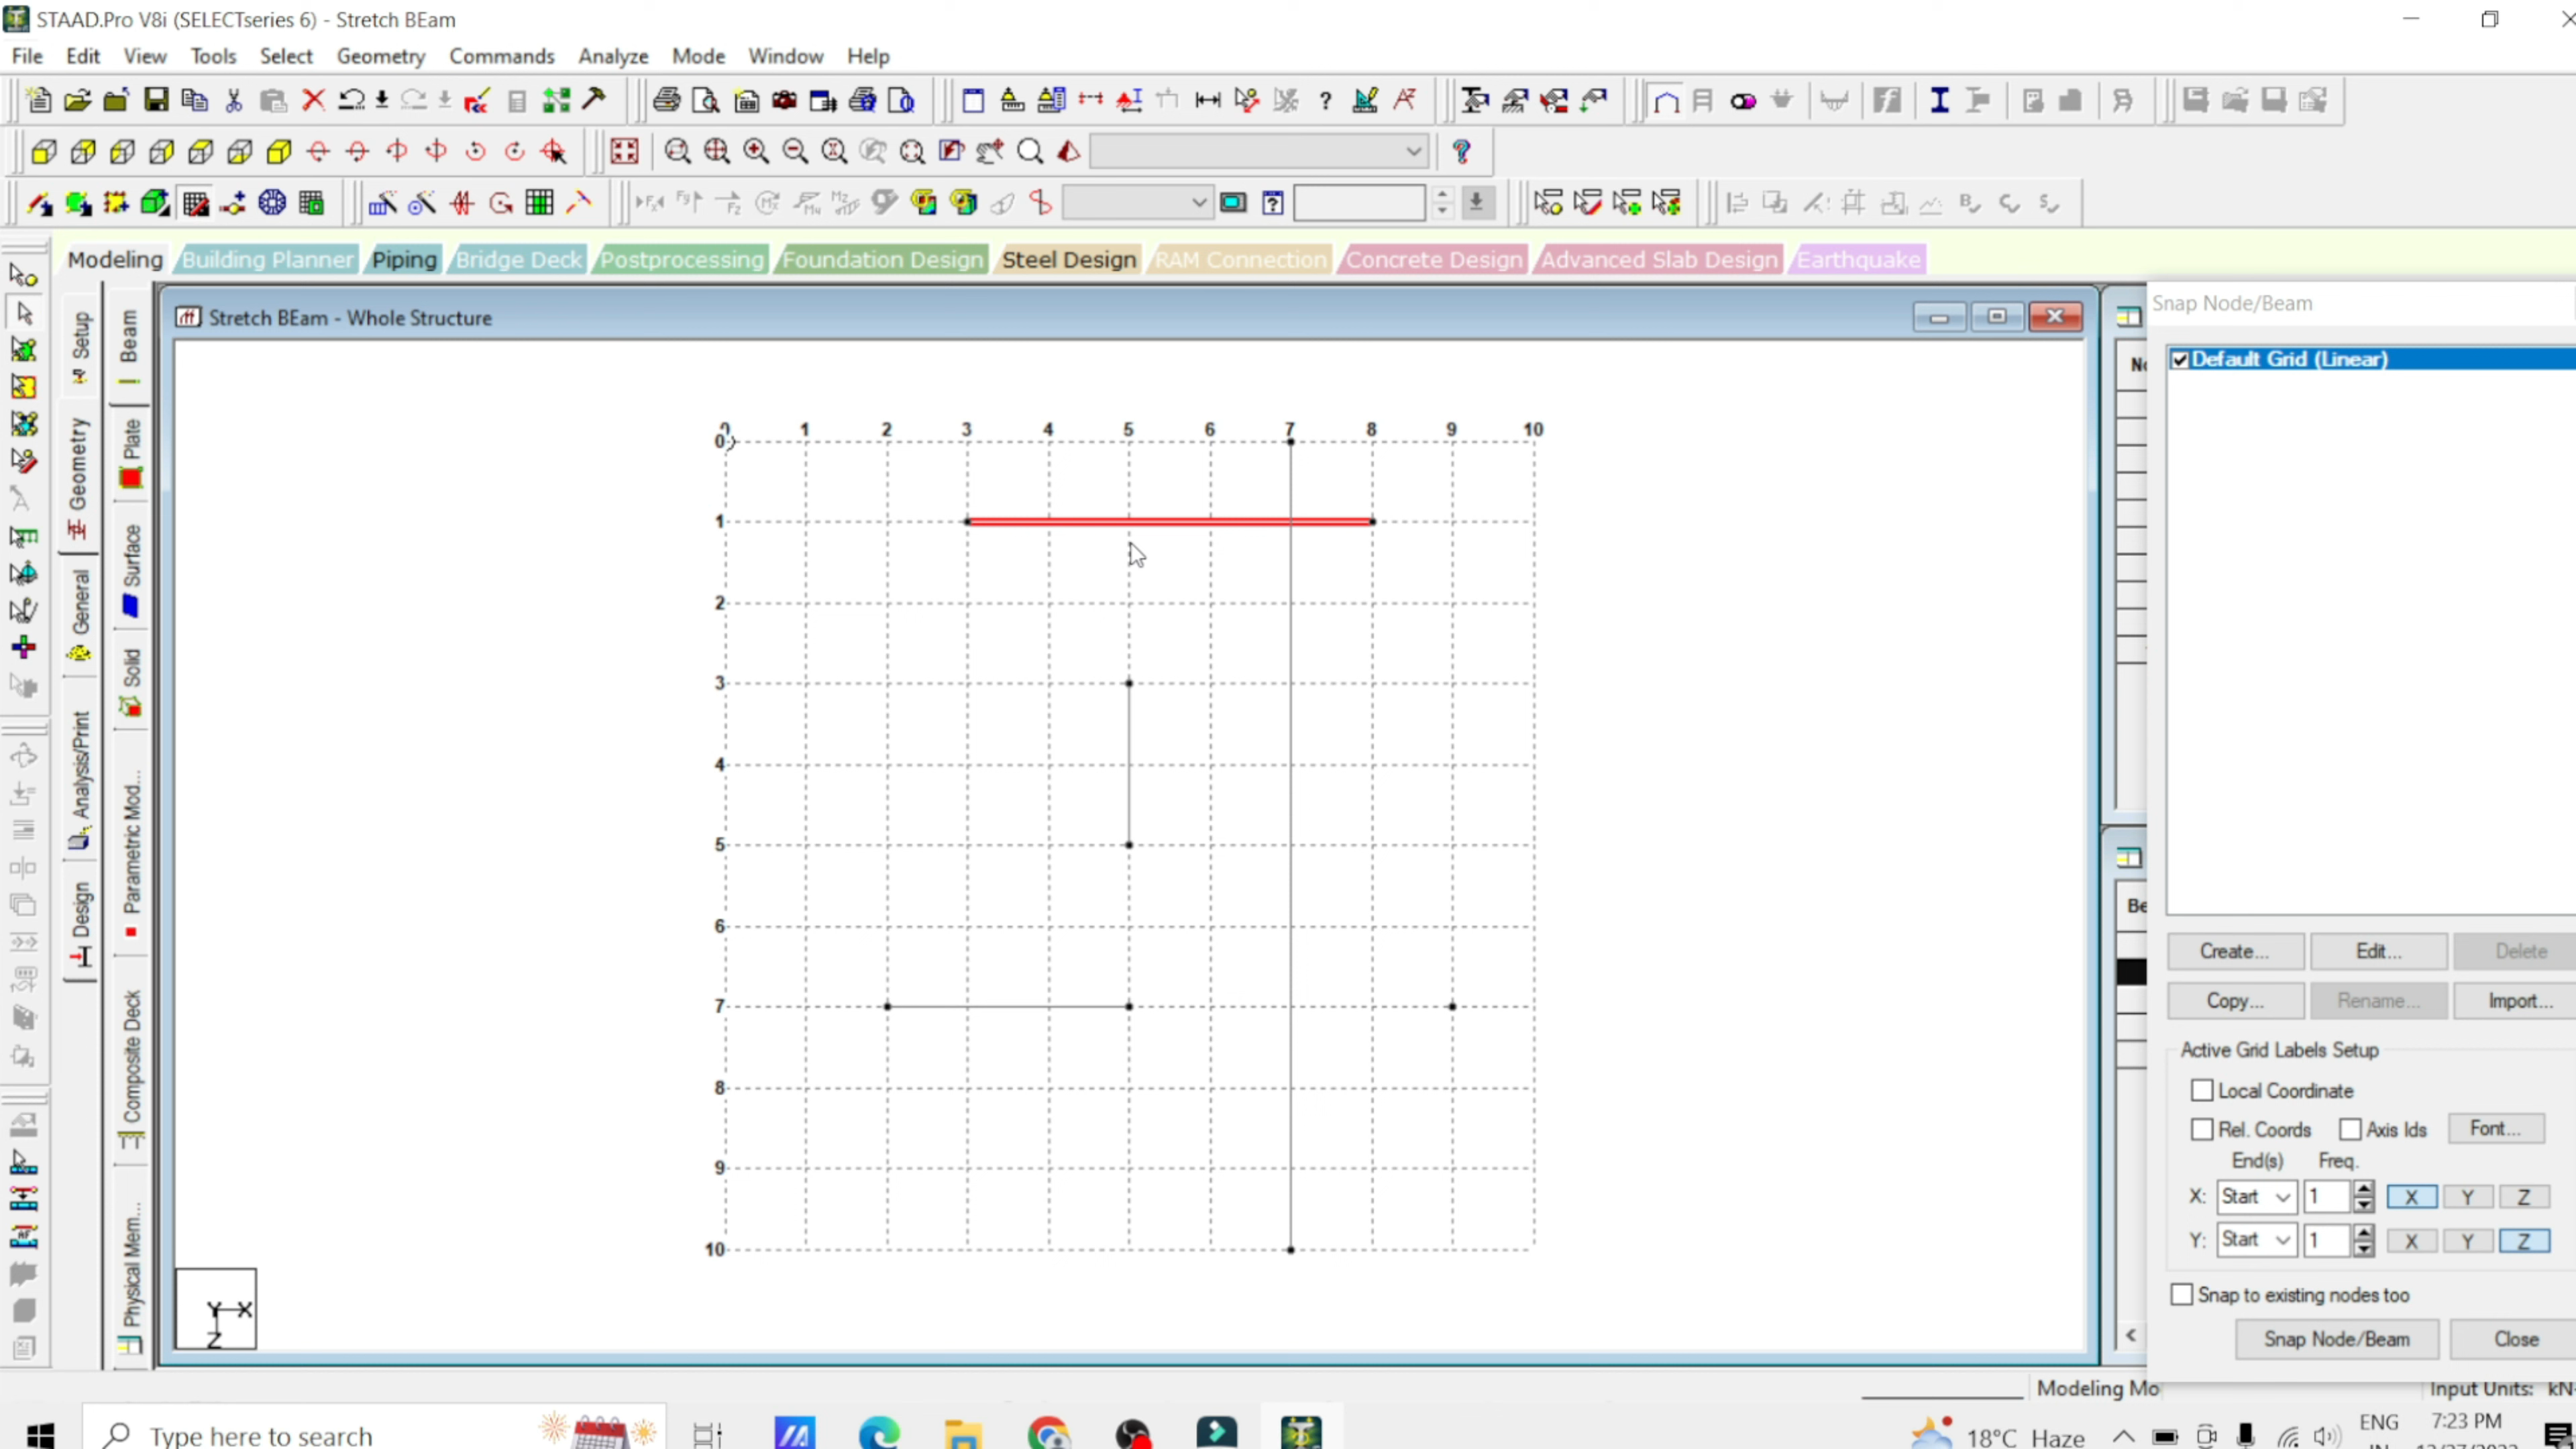 STAAD.Pro V8i (SELECTseries 6) - Stretch BEam
File Edit View Tools Select Geometry Commands Analyze Mode Window Help
Modeling Building Planner Piping Bridge Deck Postprocessing Foundation Design Steel Design RAM Connection Concrete Design Advanced Slab Design Earthquake
Setup
Geometry
General
Analysis/Print
Design
Beam
Plate
Surface
Solid
Parametric Mod...
Composite Deck
Physical Mem...
Stretch BEam - Whole Structure
0 1 2 3 4 5 6 7 8 9 10
0
1
2
3
4
5
6
7
8
9
10
Y X
Z
Snap Node/Beam
Default Grid (Linear)
Create... Edit... Delete
Copy... Rename... Import...
Active Grid Labels Setup
Local Coordinate
Rel. Coords Axis Ids Font...
End(s) Freq.
X: Start 1 X Y Z
Y: Start 1 X Y Z
Snap to existing nodes too
Snap Node/Beam Close
Modeling Mo Input Units: kN-
Type here to search
18°C Haze
ENG
7:23 PM